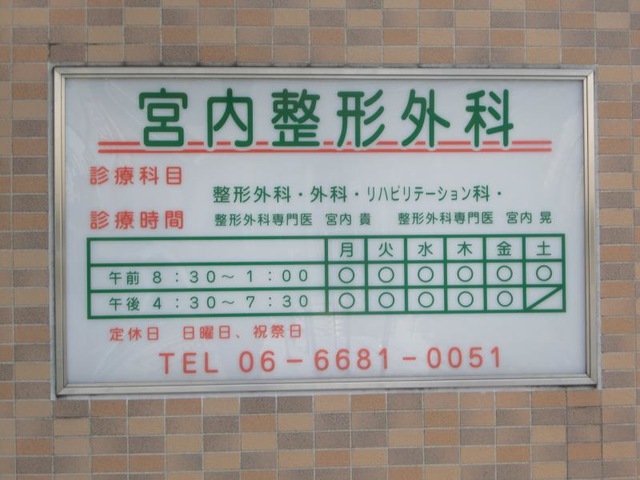 宮内整形外科
診療科目
整形外科・外科・リハビリテーション科・
診療時間 整形外科専門医 宮内 貴 整形外科専門医 宮内 晃
月 火 水 木 金 土
午前 8:30～1:00 ○ ○ ○ ○ ○ ○
午後 4:30～7:30 ○ ○ ○ ○ ○ ／
定休日 日曜日、祝祭日
TEL 06－6681－0051